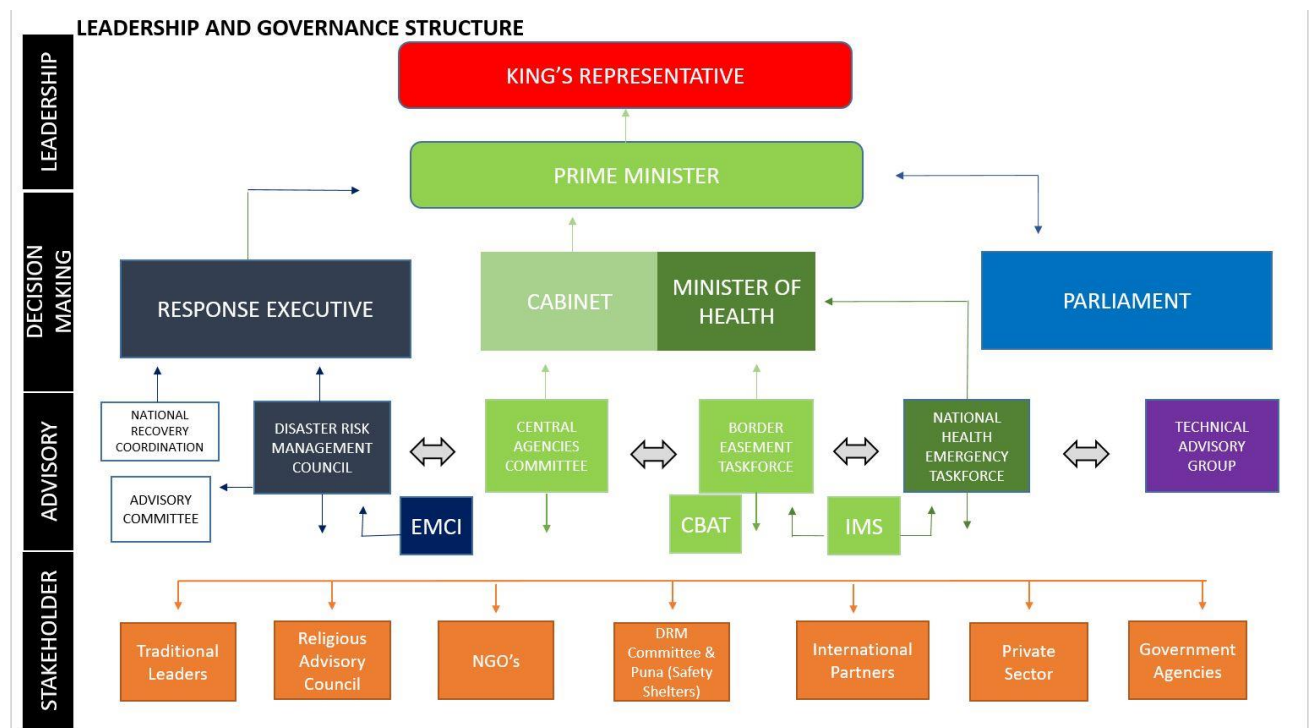 LEADERSHIP AND GOVERNANCE STRUCTURE
LEADERSHIP
KING'S REPRESENTATIVE
PRIME MINISTER
DECISION
MAKING
RESPONSE EXECUTIVE
CABINET
MINISTER OF
HEALTH
PARLIAMENT
ADVISORY
NATIONAL
RECOVERY
COORDINATION
ADVISORY
COMMITTEE
DISASTER RISK
MANAGEMENT
COUNCIL
EMCI
CENTRAL
AGENCIES
COMMITTEE
BORDER
EASEMENT
TASKFORCE
CBAT
IMS
NATIONAL
HEALTH
EMERGENCY
TASKFORCE
TECHNICAL
ADVISORY
GROUP
STAKEHOLDER
Traditional
Leaders
Religious
Advisory
Council
NGO's
DRM
Committee &
Puna (Safety
Shelters)
International
Partners
Private
Sector
Government
Agencies